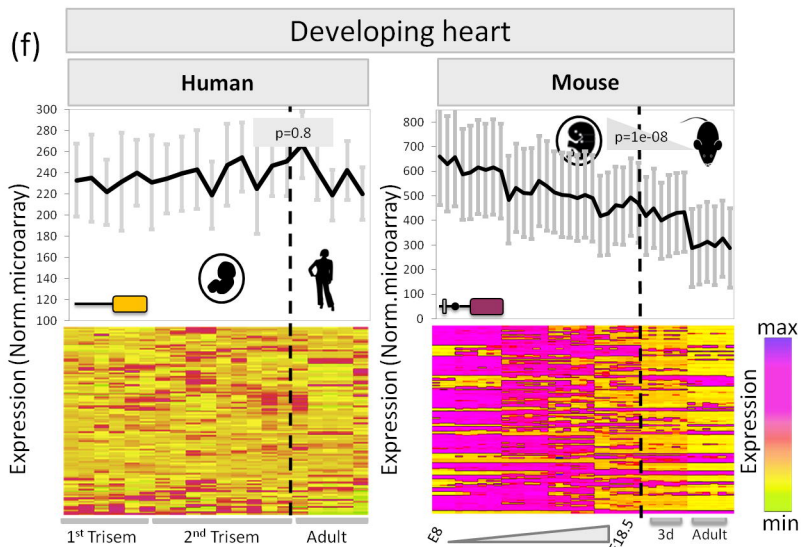 (f)
Developing heart
Human
Mouse
Expression (Norm.microarray)
300
280
260
240
220
200
180
160
140
120
100
p=0.8
Expression (Norm.microarray)
800
700
600
500
400
300
200
100
0
p=1e-08
max
Expression
min
1st Trisem
2nd Trisem
Adult
E8
E18.5
3d
Adult